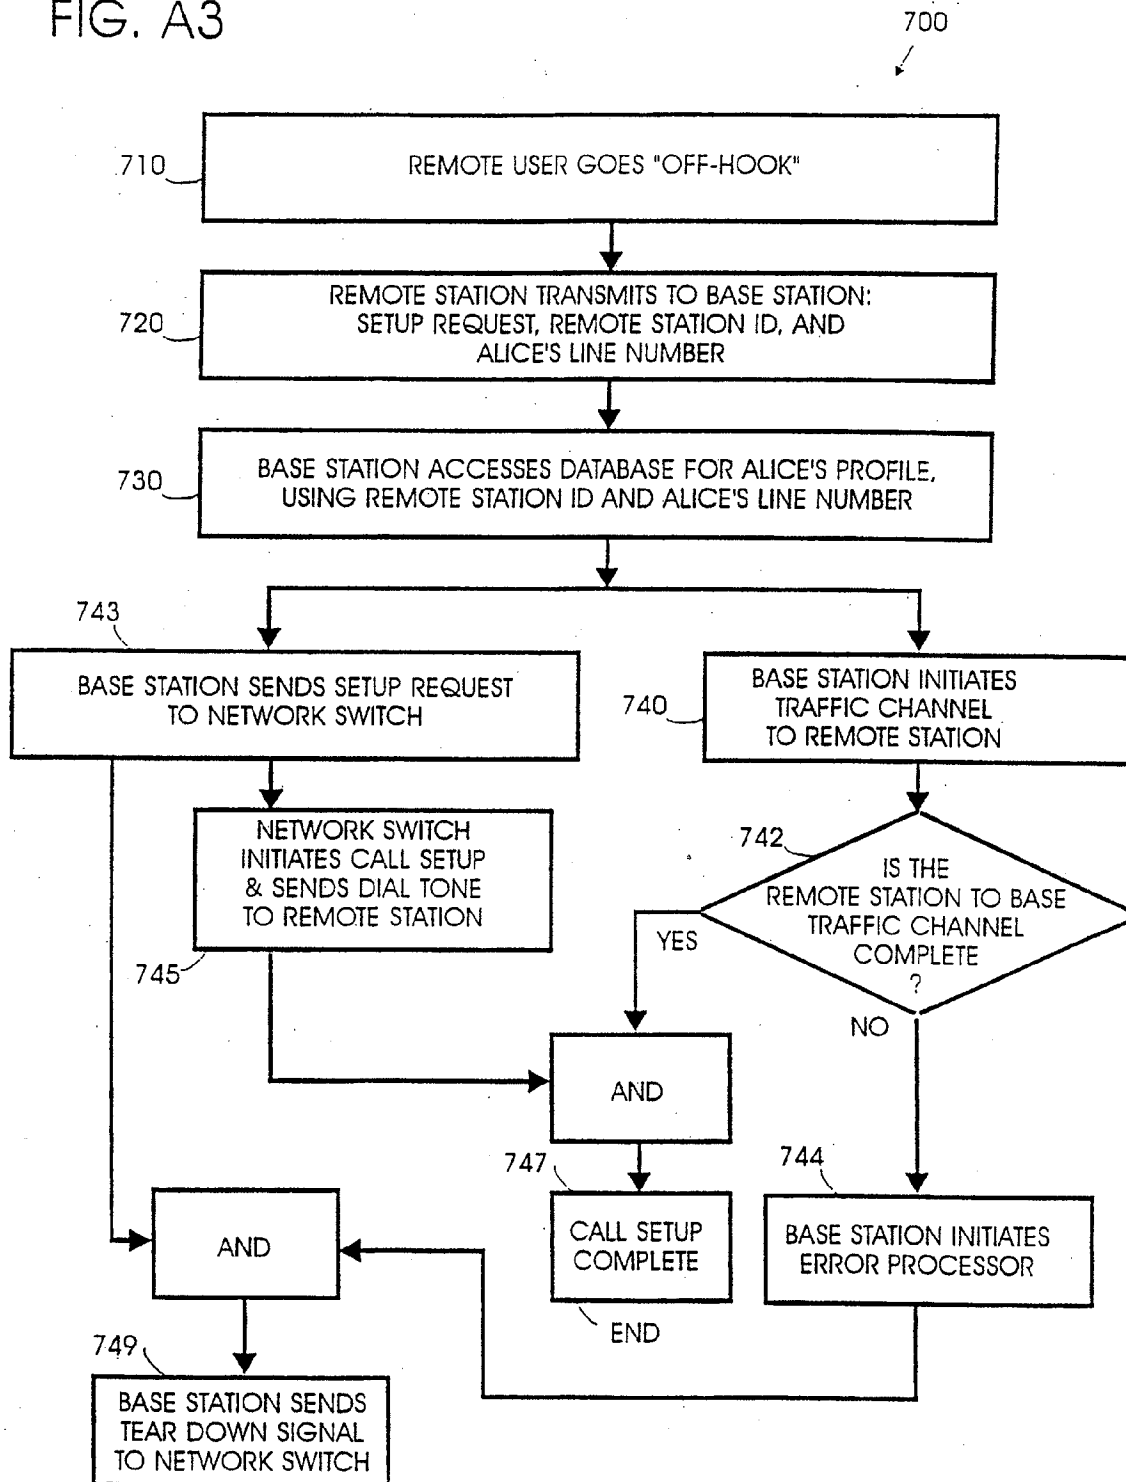 FIG. A3
700
710
REMOTE USER GOES "OFF-HOOK"
720
REMOTE STATION TRANSMITS TO BASE STATION:
SETUP REQUEST, REMOTE STATION ID, AND
ALICE'S LINE NUMBER
730
BASE STATION ACCESSES DATABASE FOR ALICE'S PROFILE,
USING REMOTE STATION ID AND ALICE'S LINE NUMBER
743
BASE STATION SENDS SETUP REQUEST
TO NETWORK SWITCH
740
BASE STATION INITIATES
TRAFFIC CHANNEL
TO REMOTE STATION
NETWORK SWITCH
INITIATES CALL SETUP
& SENDS DIAL TONE
TO REMOTE STATION
745
742
IS THE
REMOTE STATION TO BASE
TRAFFIC CHANNEL
COMPLETE
?
YES
NO
AND
747
CALL SETUP
COMPLETE
END
744
BASE STATION INITIATES
ERROR PROCESSOR
AND
749
BASE STATION SENDS
TEAR DOWN SIGNAL
TO NETWORK SWITCH